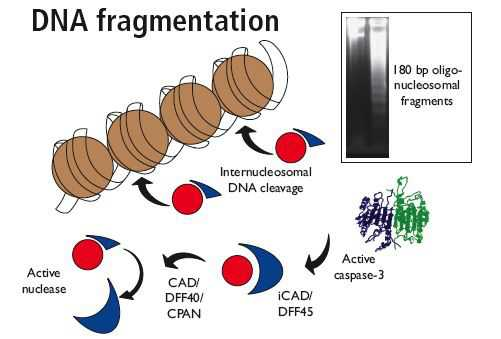 DNA fragmentation
180 bp oligo-
nucleosomal
fragments
Internucleosomal
DNA cleavage
Active
nuclease
CAD/
DFF40/
CPAN
iCAD/
DFF45
Active
caspase-3